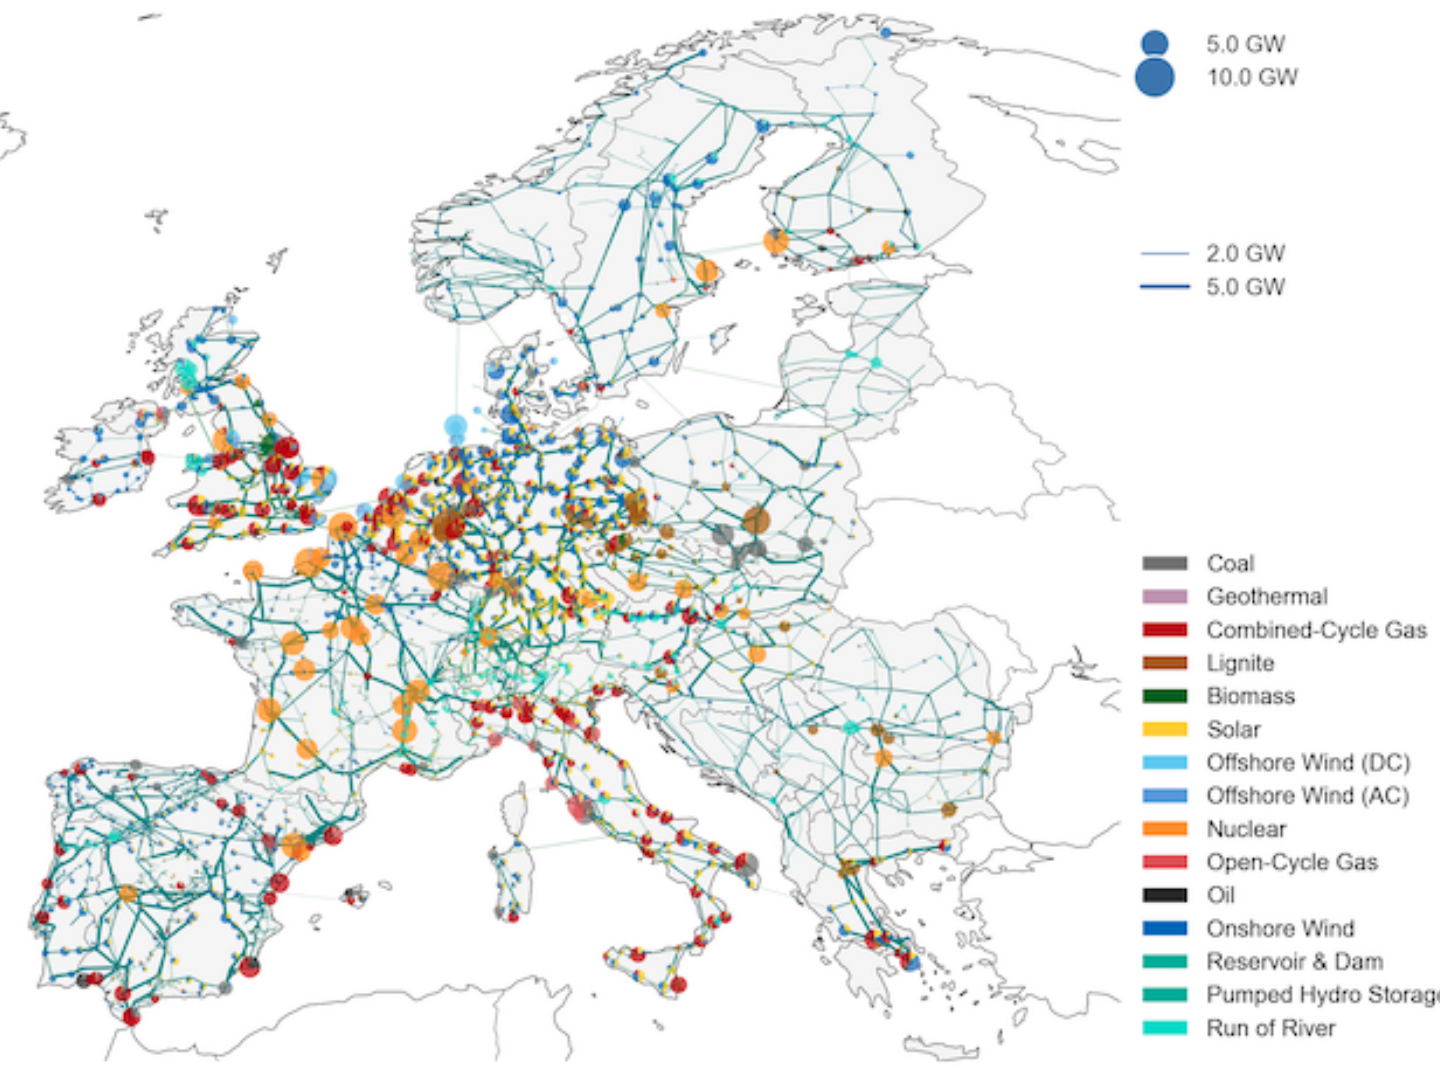 5.0 GW
10.0 GW
2.0 GW
5.0 GW
Coal
Geothermal
Combined-Cycle Gas
Lignite
Biomass
Solar
Offshore Wind (DC)
Offshore Wind (AC)
Nuclear
Open-Cycle Gas
Oil
Onshore Wind
Reservoir & Dam
Pumped Hydro Storage
Run of River